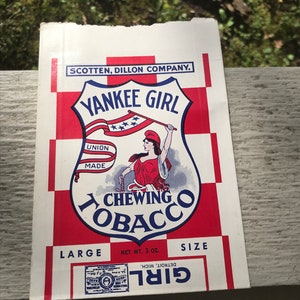 SCOTTEN, DILLON COMPANY.
YANKEE GIRL
UNION
MADE
CHEWING
TOBACCO
LARGE NET WT. 3 OZ. SIZE
GIRL
DETROIT, MICH.